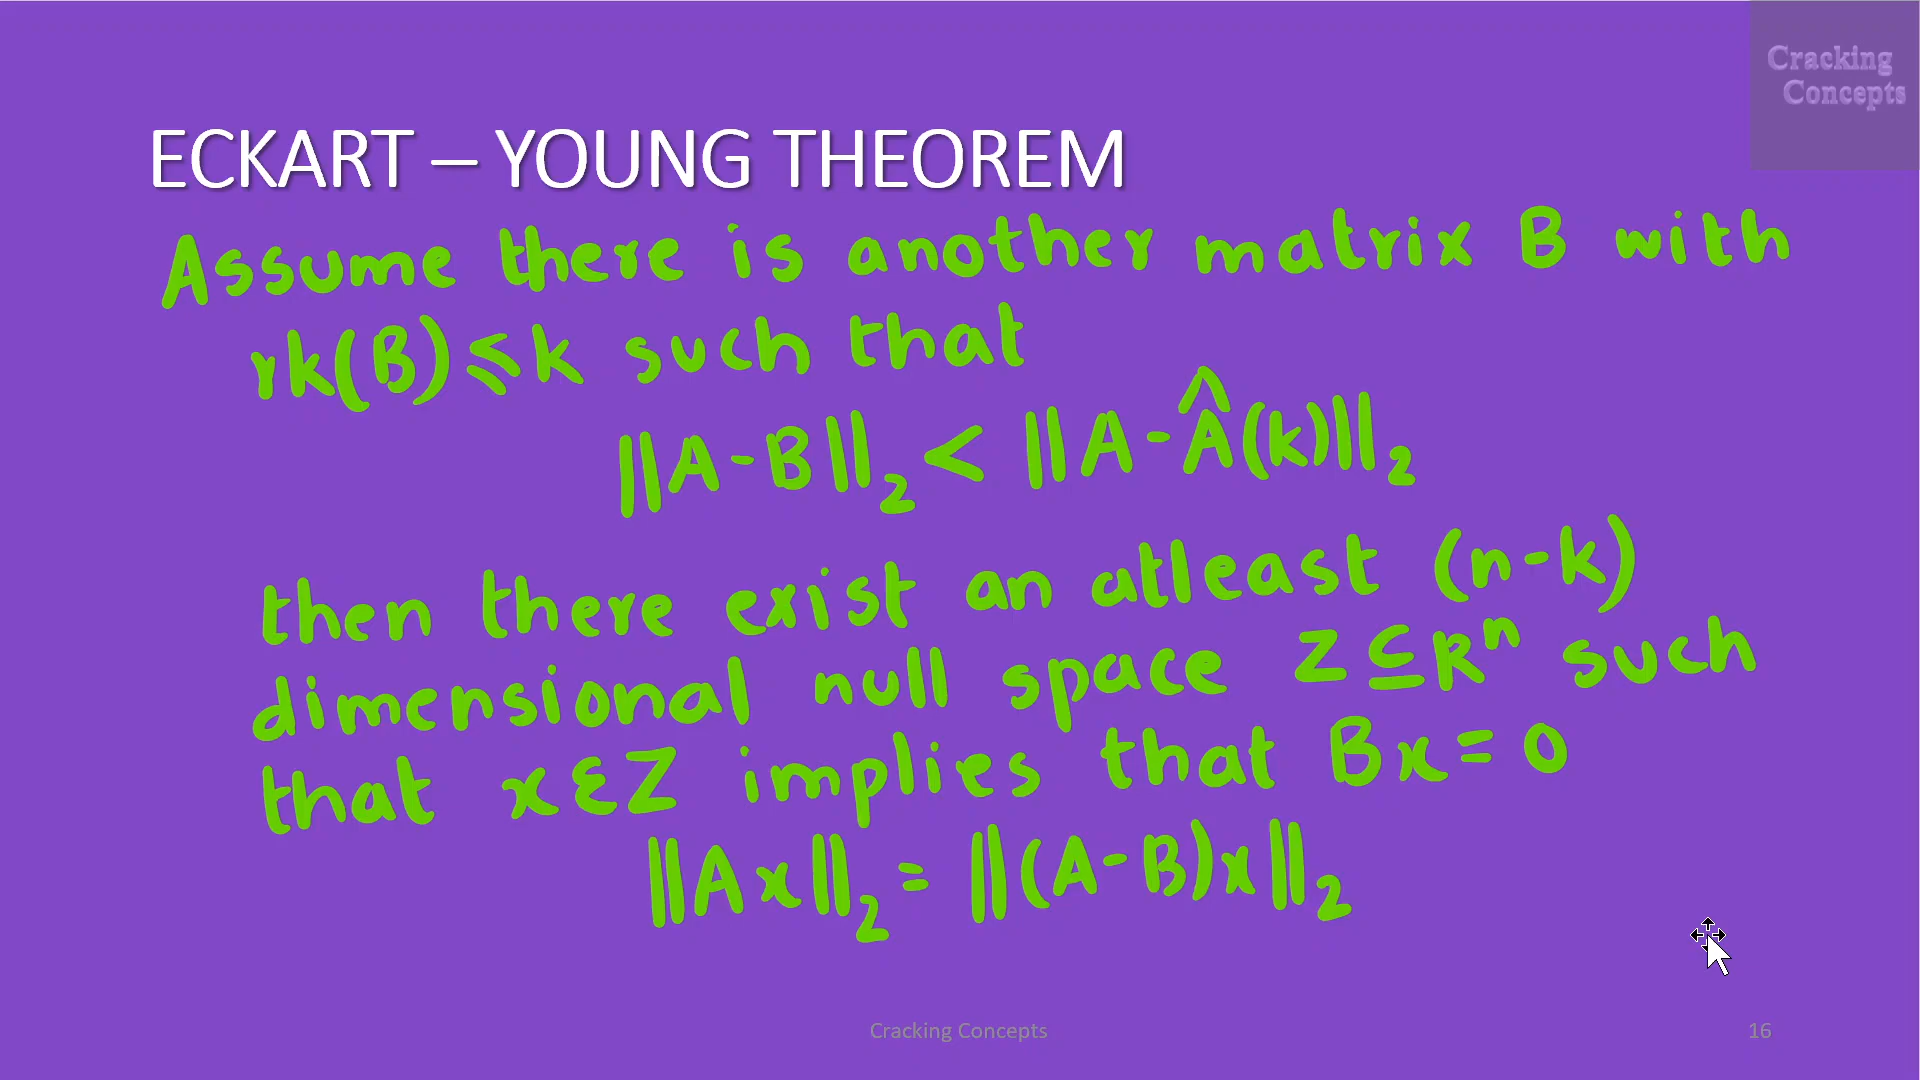 Cracking
Concepts
ECKART – YOUNG THEOREM
Assume there is another matrix B with
rk(B)⩽k such that
||A-B||₂ < ||A-Â(k)||₂
then there exist an atleast (n-k)
dimensional null space Z⊆Rⁿ such
that x∈Z implies that Bx=0
||Ax||₂ = ||(A-B)x||₂
Cracking Concepts
16